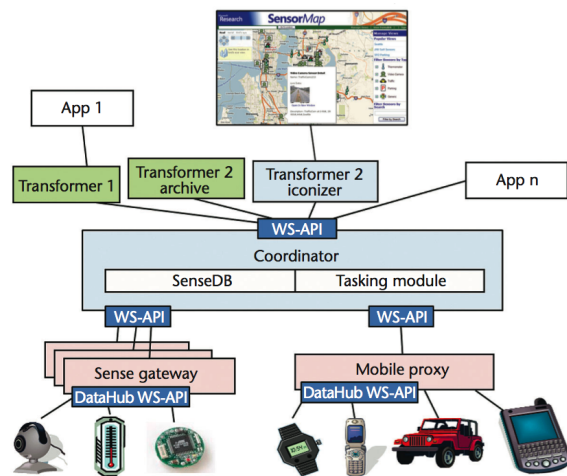 Research
SensorMap
App 1
Transformer 1
Transformer 2
archive
Transformer 2
iconizer
App n
WS-API
Coordinator
SenseDB
Tasking module
WS-API
WS-API
Sense gateway
DataHub WS-API
Mobile proxy
DataHub WS-API